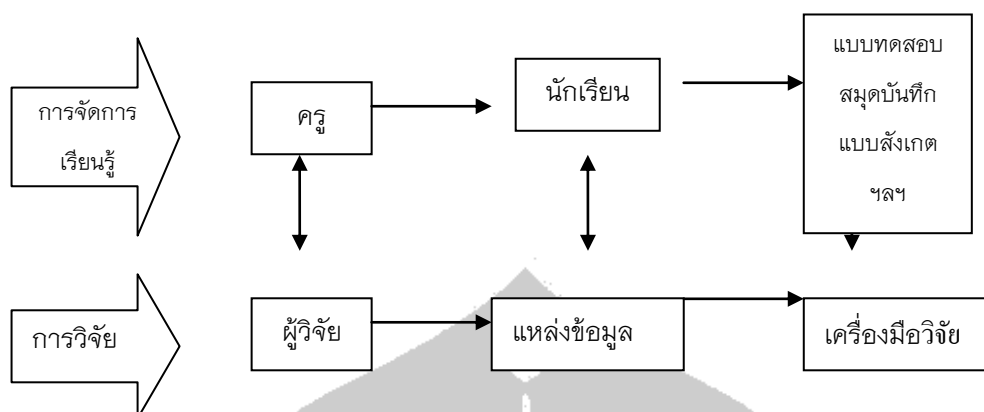 การจัดการ
เรียนรู้
ครู
นักเรียน
แบบทดสอบ
สมุดบันทึก
แบบสังเกต
ฯลฯ
การวิจัย
ผู้วิจัย
แหล่งข้อมูล
เครื่องมือวิจัย